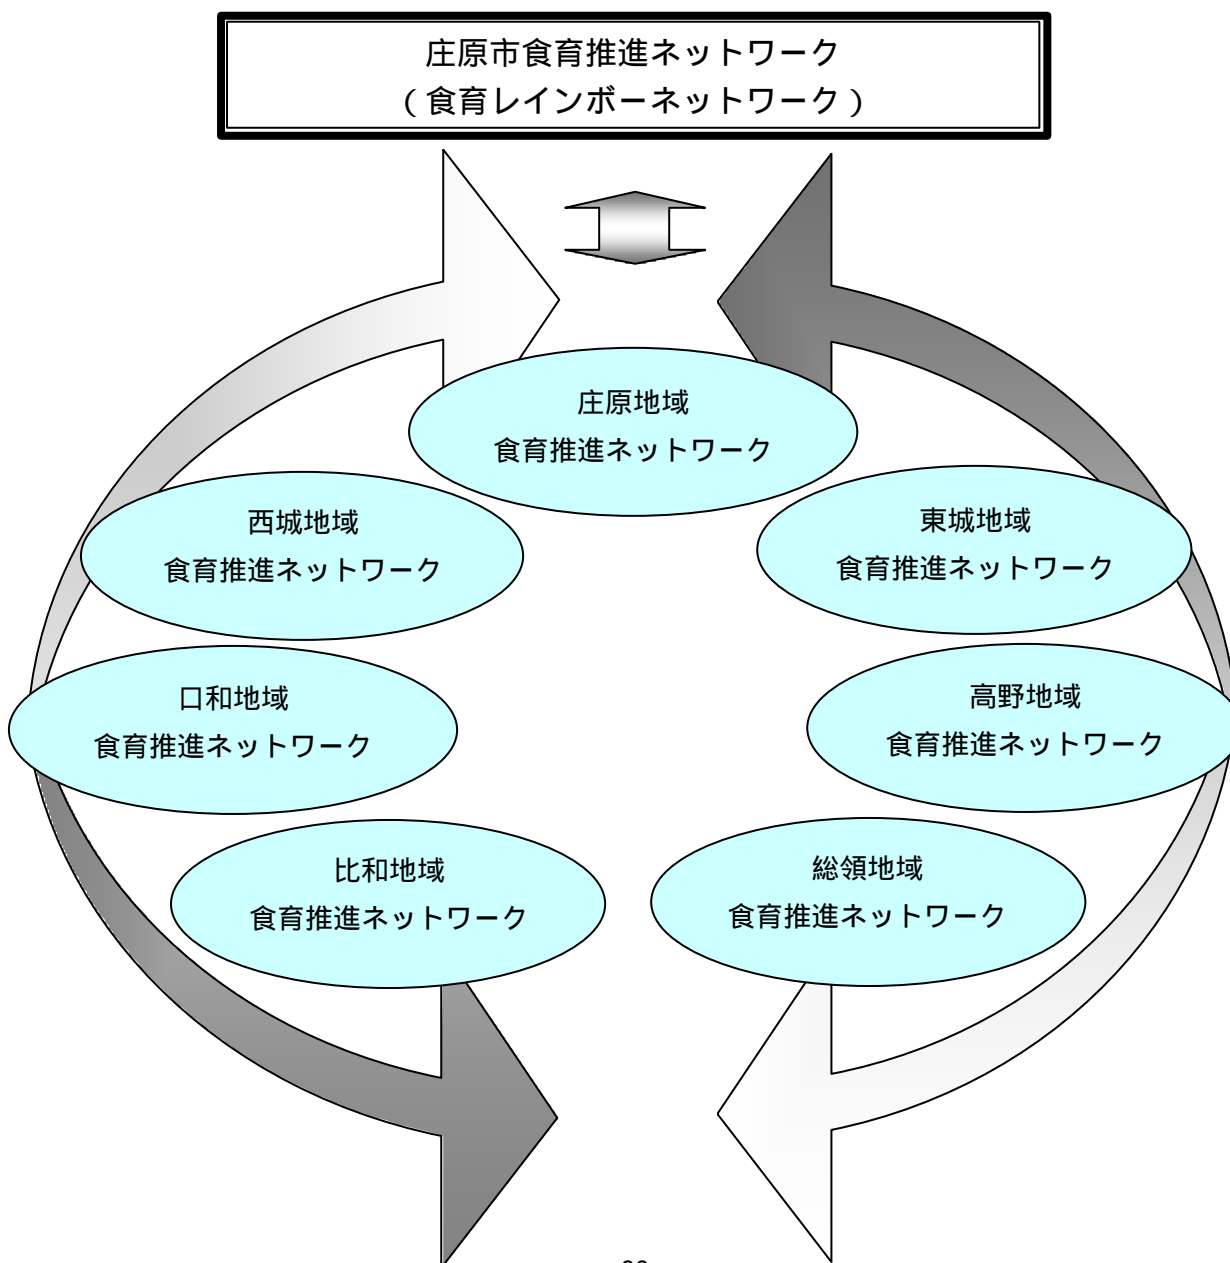 庄原市食育推進ネットワーク
(食育レインボーネットワーク)
庄原地域
食育推進ネットワーク
西城地域
食育推進ネットワーク
東城地域
食育推進ネットワーク
口和地域
食育推進ネットワーク
高野地域
食育推進ネットワーク
比和地域
食育推進ネットワーク
総領地域
食育推進ネットワーク